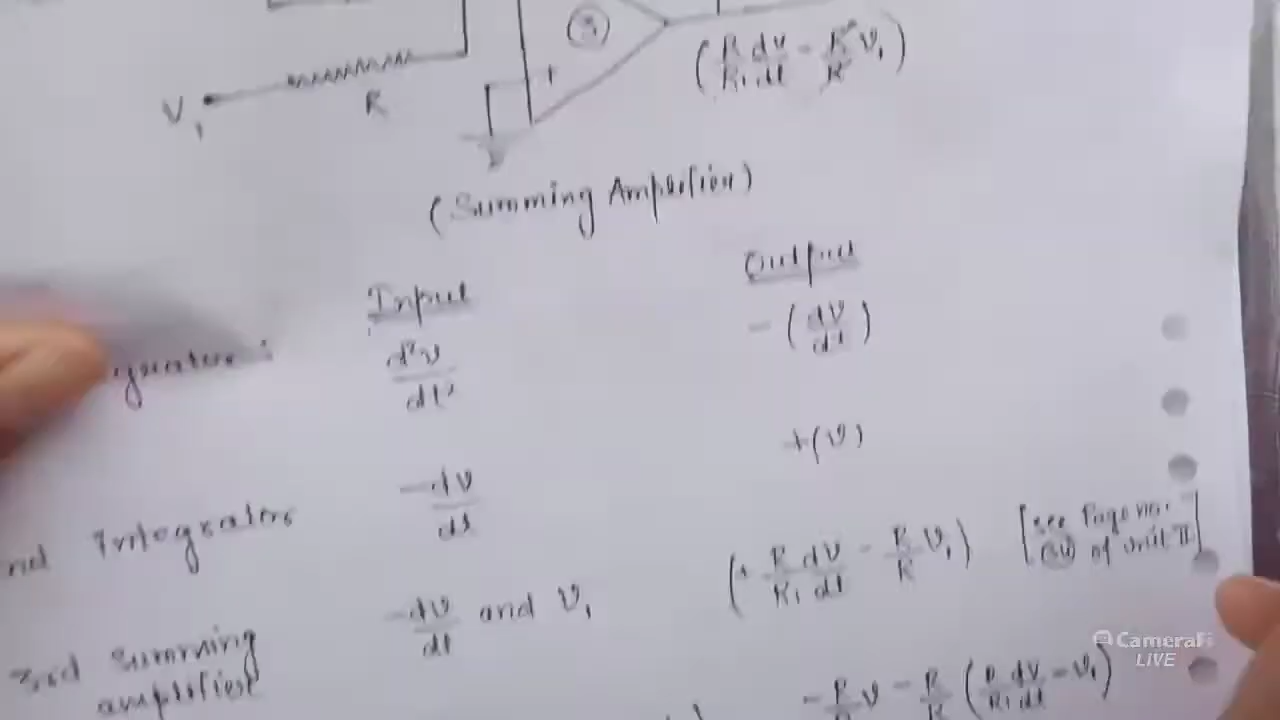 3
+
V₁
R
(R/R₁ dv/dt - R/R v₁)
(Summing Amplifier)
Input Output
d²v/dt² - (dv/dt)
nd Integrator -dv/dt +(v)
3rd Summing amplifier -dv/dt and v₁ (+ R/R₁ dv/dt - R/R v₁) [see Page no. of unit II]
- v - R/R (R/R₁ dv/dt - v₁)
CameraFi
LIVE